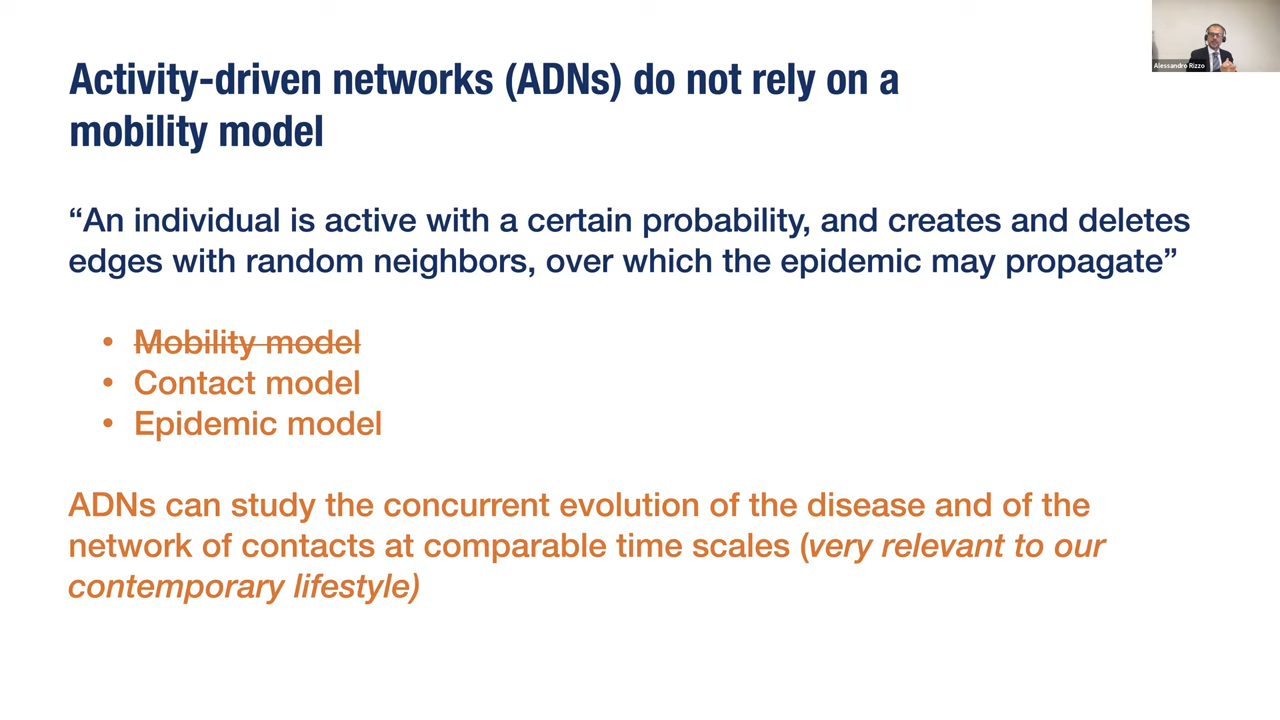 Activity-driven networks (ADNs) do not rely on a
mobility model
“An individual is active with a certain probability, and creates and deletes
edges with random neighbors, over which the epidemic may propagate”
• Mobility model
• Contact model
• Epidemic model
ADNs can study the concurrent evolution of the disease and of the
network of contacts at comparable time scales (very relevant to our
contemporary lifestyle)
Alessandro Rizzo